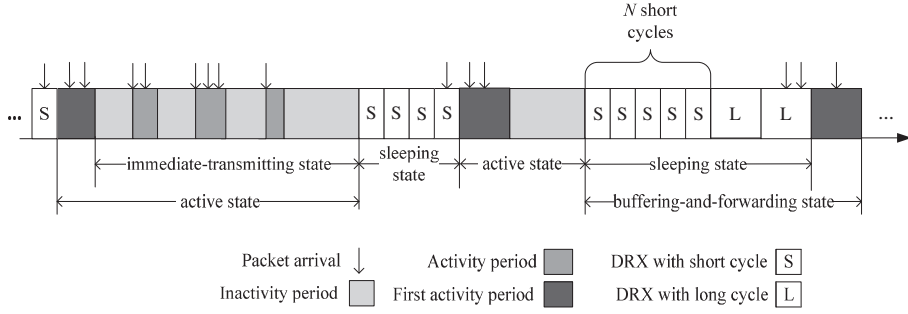 N short
cycles
... S S S S S S S S S S L L ...
immediate-transmitting state
sleeping
state
active state
sleeping state
active state
buffering-and-forwarding state
Packet arrival
Activity period
DRX with short cycle S
Inactivity period
First activity period
DRX with long cycle L